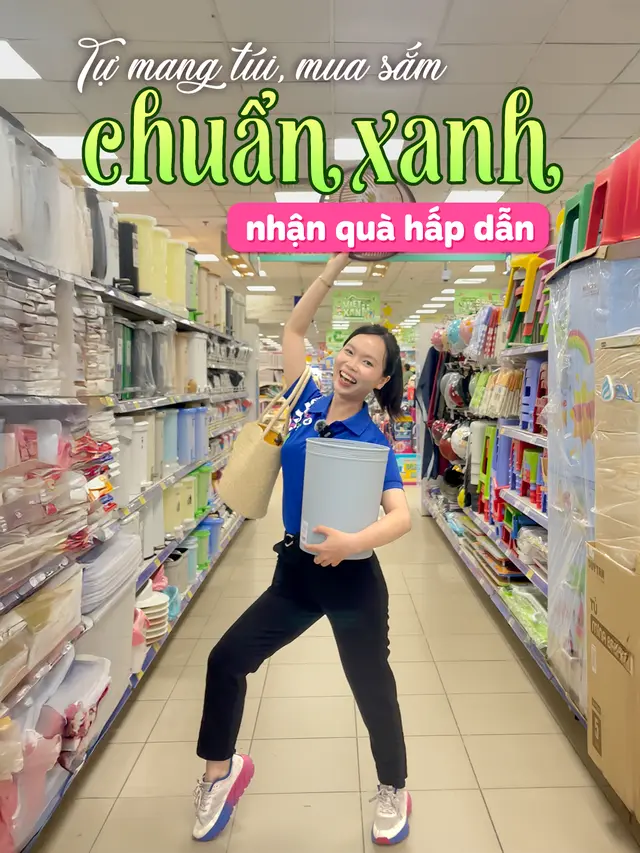 Tự mang túi, mua sắm
chuẩn xanh
nhận quà hấp dẫn